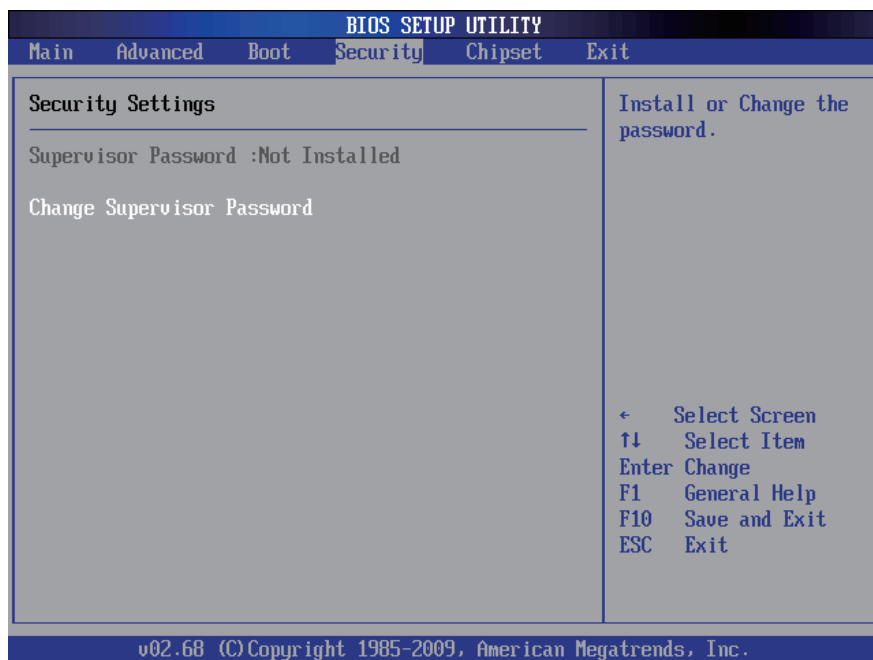 BIOS SETUP UTILITY
Main Advanced Boot Security Chipset Exit
Security Settings
Supervisor Password :Not Installed
Change Supervisor Password
Install or Change the
password.
← Select Screen
↑↓ Select Item
Enter Change
F1 General Help
F10 Save and Exit
ESC Exit
v02.68 (C)Copyright 1985-2009, American Megatrends, Inc.